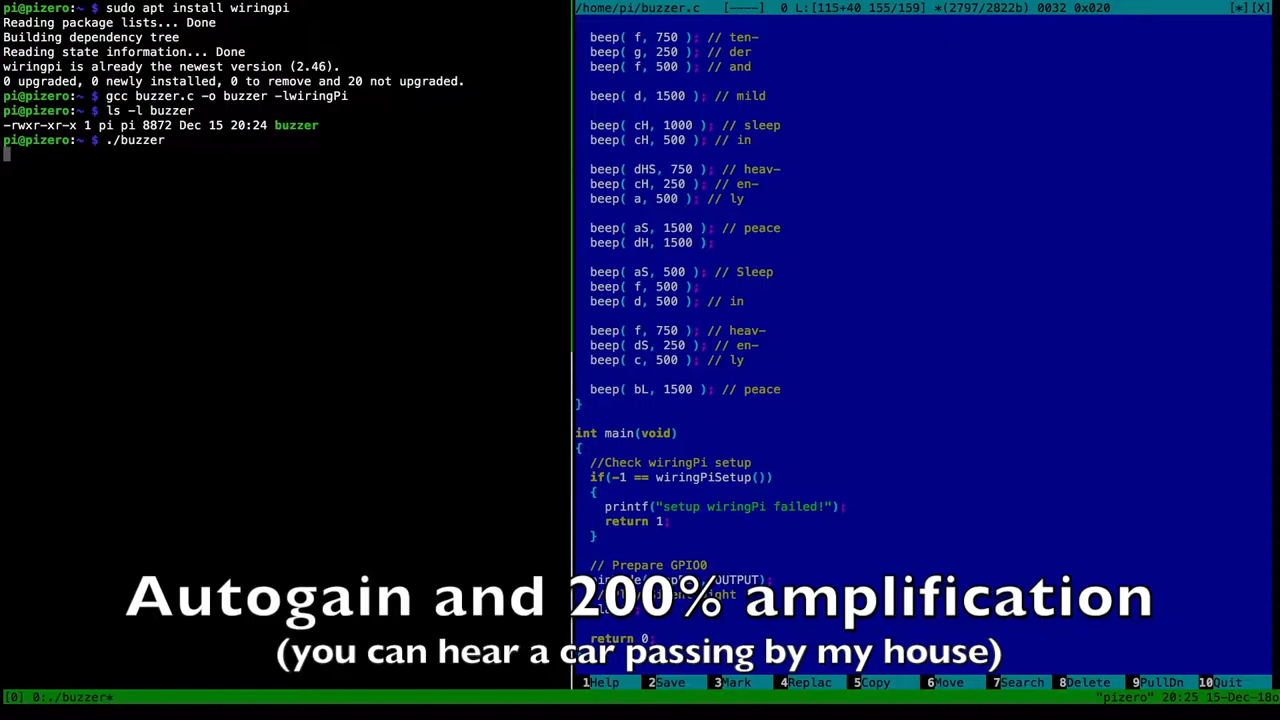 pi@pizero:~ $ sudo apt install wiringpi
Reading package lists... Done
Building dependency tree
Reading state information... Done
wiringpi is already the newest version (2.46).
0 upgraded, 0 newly installed, 0 to remove and 20 not upgraded.
pi@pizero:~ $ gcc buzzer.c -o buzzer -lwiringPi
pi@pizero:~ $ ls -l buzzer
-rwxr-xr-x 1 pi pi 8872 Dec 15 20:24 buzzer
pi@pizero:~ $ ./buzzer
/home/pi/buzzer.c [----] 0 L:[115+40 155/159] *(2797/2822b) 0032 0x020 [*][X]
beep( f, 750 ); // ten-
beep( g, 250 ); // der
beep( f, 500 ); // and
beep( d, 1500 ); // mild
beep( cH, 1000 ); // sleep
beep( cH, 500 ); // in
beep( dHS, 750 ); // heav-
beep( cH, 250 ); // en-
beep( a, 500 ); // ly
beep( aS, 1500 ); // peace
beep( dH, 1500 );
beep( aS, 500 ); // Sleep
beep( f, 500 );
beep( d, 500 ); // in
beep( f, 750 ); // heav-
beep( dS, 250 ); // en-
beep( c, 500 ); // ly
beep( bL, 1500 ); // peace
}
int main(void)
{
//Check wiringPi setup
if(-1 == wiringPiSetup())
{
printf("setup wiringPi failed!");
return 1;
}
// Prepare GPIO0
OUTPUT);
return 0;
Autogain and 200% amplification
(you can hear a car passing by my house)
1Help 2Save 3Mark 4Replac 5Copy 6Move 7Search 8Delete 9PullDn 10Quit
[0] 0:./buzzer* "pizero" 20:25 15-Dec-18